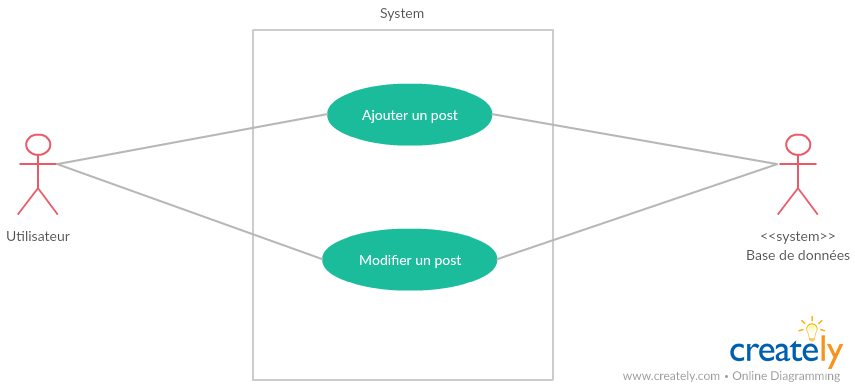 System
Ajouter un post
Utilisateur
<<system>>
Base de données
Modifier un post
creately
www.creately.com • Online Diagramming